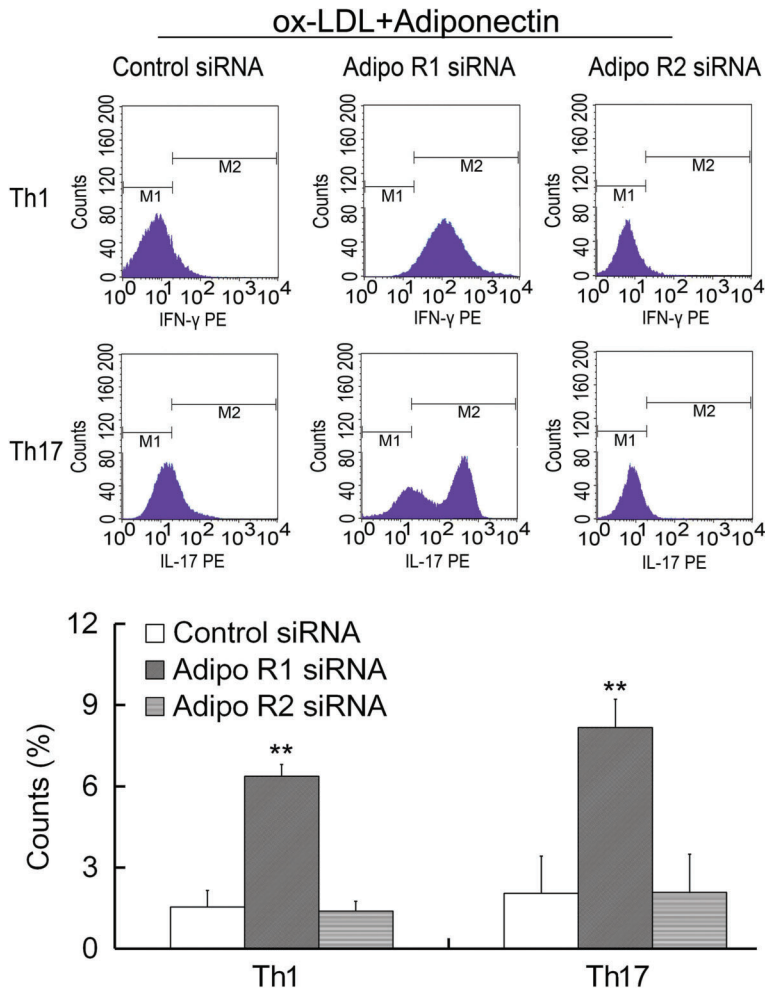 ox-LDL+Adiponectin
Control siRNA Adipo R1 siRNA Adipo R2 siRNA
Th1
Counts
0 40 80 120 160 200
M1 M2
10⁰ 10¹ 10² 10³ 10⁴
IFN-γ PE
Counts
0 40 80 120 160 200
M1 M2
10⁰ 10¹ 10² 10³ 10⁴
IFN-γ PE
Counts
0 40 80 120 160 200
M1 M2
10⁰ 10¹ 10² 10³ 10⁴
IFN-γ PE
Th17
Counts
0 40 80 120 160 200
M1 M2
10⁰ 10¹ 10² 10³ 10⁴
IL-17 PE
Counts
0 40 80 120 160 200
M1 M2
10⁰ 10¹ 10² 10³ 10⁴
IL-17 PE
Counts
0 40 80 120 160 200
M1 M2
10⁰ 10¹ 10² 10³ 10⁴
IL-17 PE
Counts (%)
12
9
6
3
0
Control siRNA
Adipo R1 siRNA
Adipo R2 siRNA
**
**
Th1 Th17